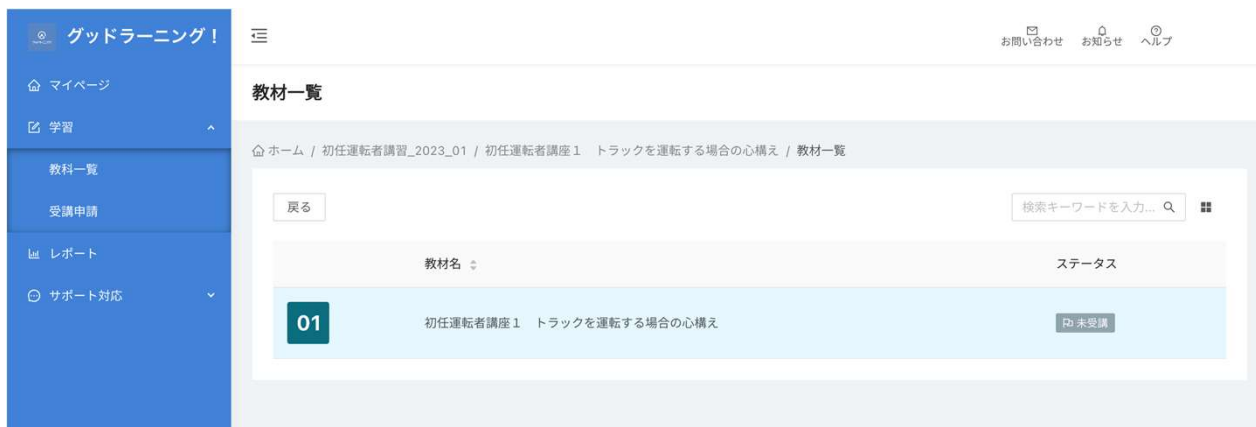 グッドラーニング！
お問い合わせ お知らせ ヘルプ
マイページ
教材一覧
学習
ホーム / 初任運転者講習_2023_01 / 初任運転者講座１　トラックを運転する場合の心構え / 教材一覧
教科一覧
受講申請
戻る
検索キーワードを入力...
レポート
教材名
ステータス
サポート対応
01
初任運転者講座１　トラックを運転する場合の心構え
未受講